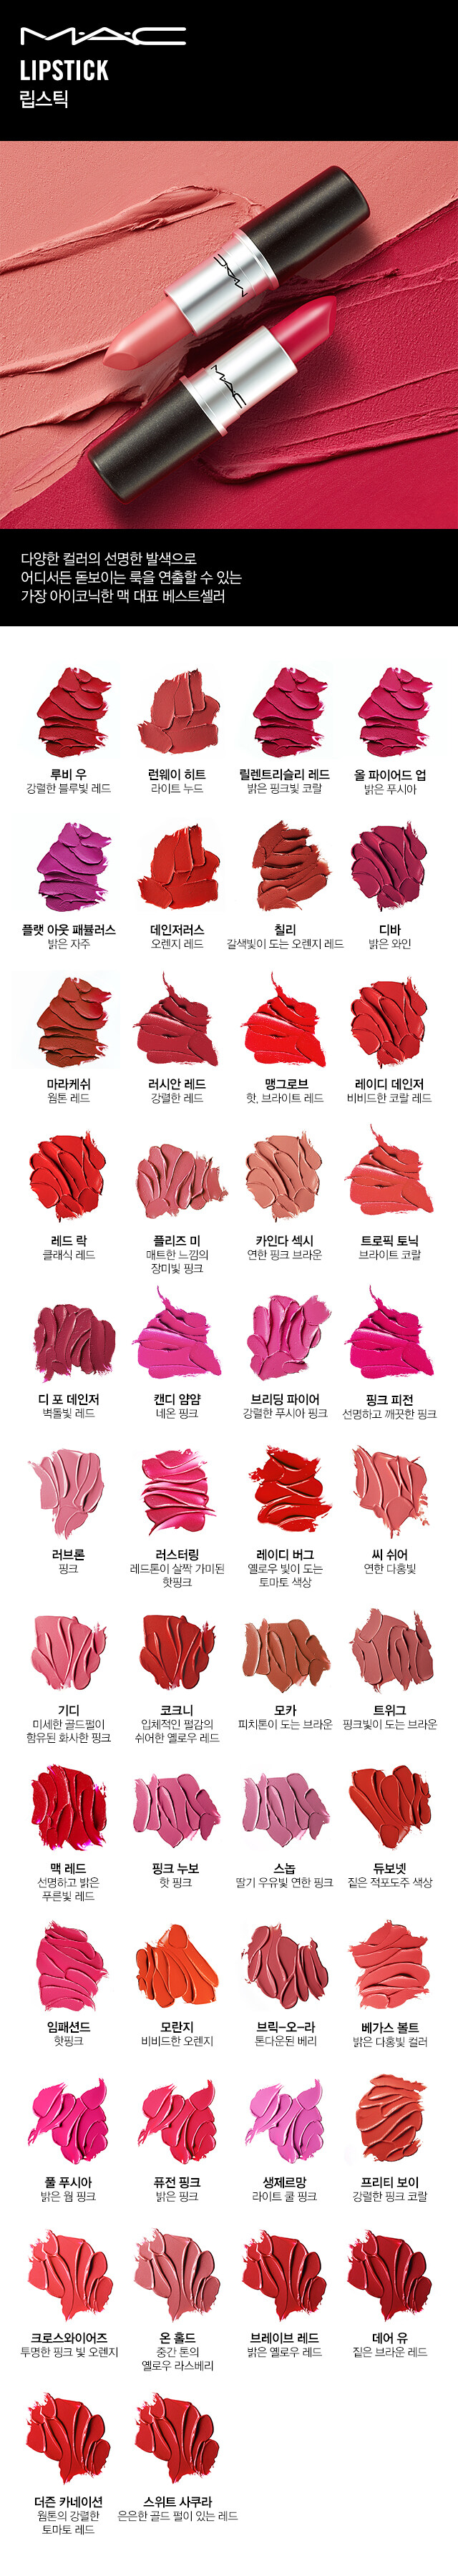 MAC
LIPSTICK
립스틱
MAC
MAC
다양한 컬러의 선명한 발색으로
어디서든 돋보이는 룩을 연출할 수 있는
가장 아이코닉한 맥 대표 베스트셀러
루비 우
강렬한 블루빛 레드
런웨이 히트
라이트 누드
릴렌트리슬리 레드
밝은 핑크빛 코랄
올 파이어드 업
밝은 푸시아
플랫 아웃 패뷸러스
밝은 자주
데인저러스
오렌지 레드
칠리
갈색빛이 도는 오렌지 레드
디바
밝은 와인
마라케쉬
웜톤 레드
러시안 레드
강렬한 레드
맹그로브
핫, 브라이트 레드
레이디 데인저
비비드한 코랄 레드
레드 락
클래식 레드
플리즈 미
매트한 느낌의
장미빛 핑크
카인다 섹시
연한 핑크 브라운
트로픽 토닉
브라이트 코랄
디 포 데인저
벽돌빛 레드
캔디 얌얌
네온 핑크
브리딩 파이어
강렬한 푸시아 핑크
핑크 피전
선명하고 깨끗한 핑크
러브론
핑크
러스터링
레드톤이 살짝 가미된
핫핑크
레이디 버그
옐로우 빛이 도는
토마토 색상
씨 쉬어
연한 다홍빛
기디
미세한 골드펄이
함유된 화사한 핑크
코크니
입체적인 펄감의
쉬어한 옐로우 레드
모카
피치톤이 도는 브라운
트위그
핑크빛이 도는 브라운
맥 레드
선명하고 밝은
푸른빛 레드
핑크 누보
핫 핑크
스놉
딸기 우유빛 연한 핑크
듀보넷
짙은 적포도주 색상
임패션드
핫핑크
모란지
비비드한 오렌지
브릭-오-라
톤다운된 베리
베가스 볼트
밝은 다홍빛 컬러
풀 푸시아
밝은 웜 핑크
퓨전 핑크
밝은 핑크
생제르망
라이트 쿨 핑크
프리티 보이
강렬한 핑크 코랄
크로스와이어즈
투명한 핑크 빛 오렌지
온 홀드
중간 톤의
옐로우 라스베리
브레이브 레드
밝은 옐로우 레드
데어 유
짙은 브라운 레드
더즌 카네이션
웜톤의 강렬한
토마토 레드
스위트 사쿠라
은은한 골드 펄이 있는 레드